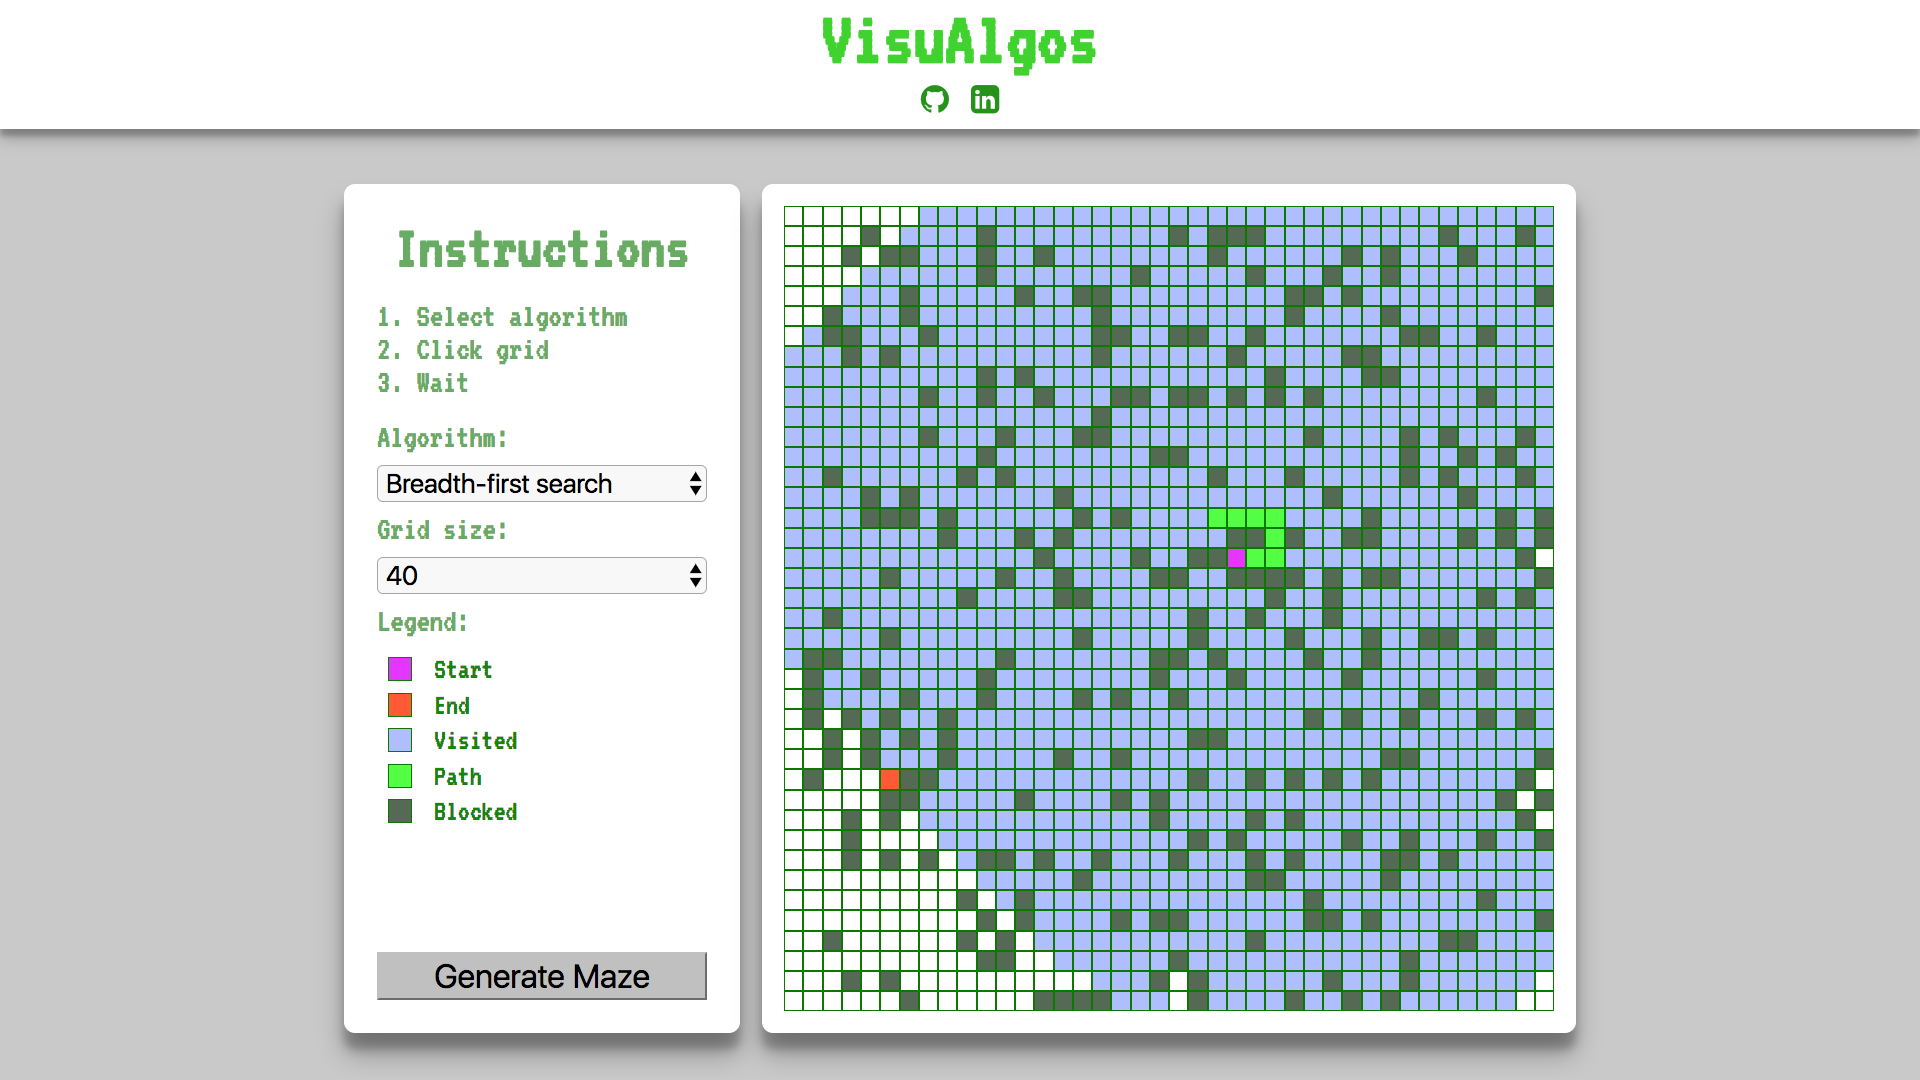 VisuAlgos
Instructions
1. Select algorithm
2. Click grid
3. Wait
Algorithm:
Breadth-first search
Grid size:
40
Legend:
Start
End
Visited
Path
Blocked
Generate Maze